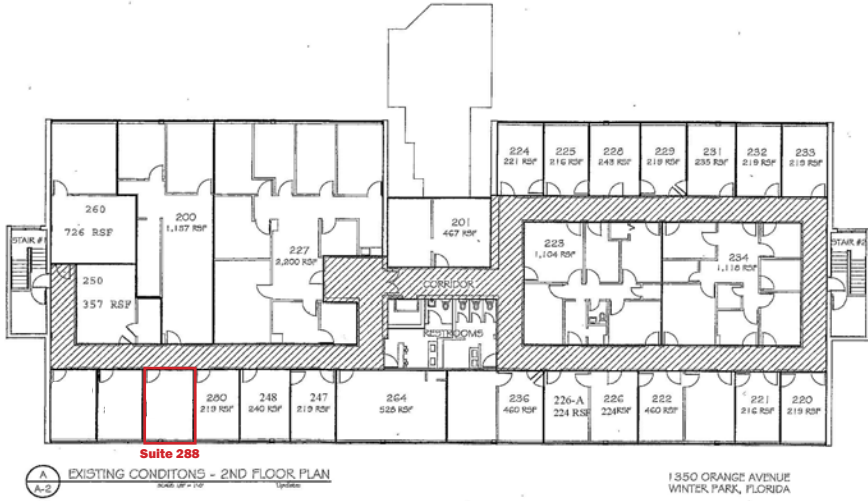 224
221 RSF
225
216 RSF
228
243 RSF
229
219 RSF
231
235 RSF
232
219 RSF
233
219 RSF
260
726 RSF
200
1,137 RSF
227
2,200 RSF
201
467 RSF
223
1,104 RSF
234
1,118 RSF
STAIR #1
STAIR #2
250
357 RSF
CORRIDOR
RESTROOMS
280
219 RSF
248
240 RSF
247
219 RSF
264
528 RSF
236
460 RSF
226-A
224 RSF
226
224RSF
222
460 RSF
221
216 RSF
220
219 RSF
Suite 288
A
A-2
EXISTING CONDITONS - 2ND FLOOR PLAN
1350 ORANGE AVENUE
WINTER PARK, FLORIDA